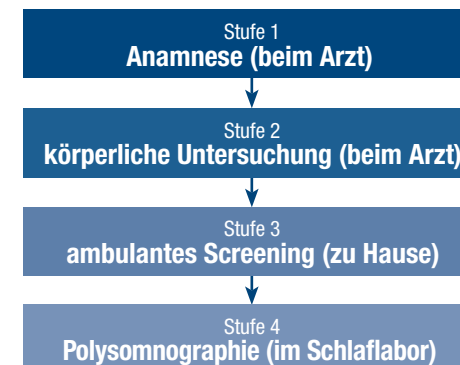 Stufe 1
Anamnese (beim Arzt)
Stufe 2
körperliche Untersuchung (beim Arzt)
Stufe 3
ambulantes Screening (zu Hause)
Stufe 4
Polysomnographie (im Schlaflabor)